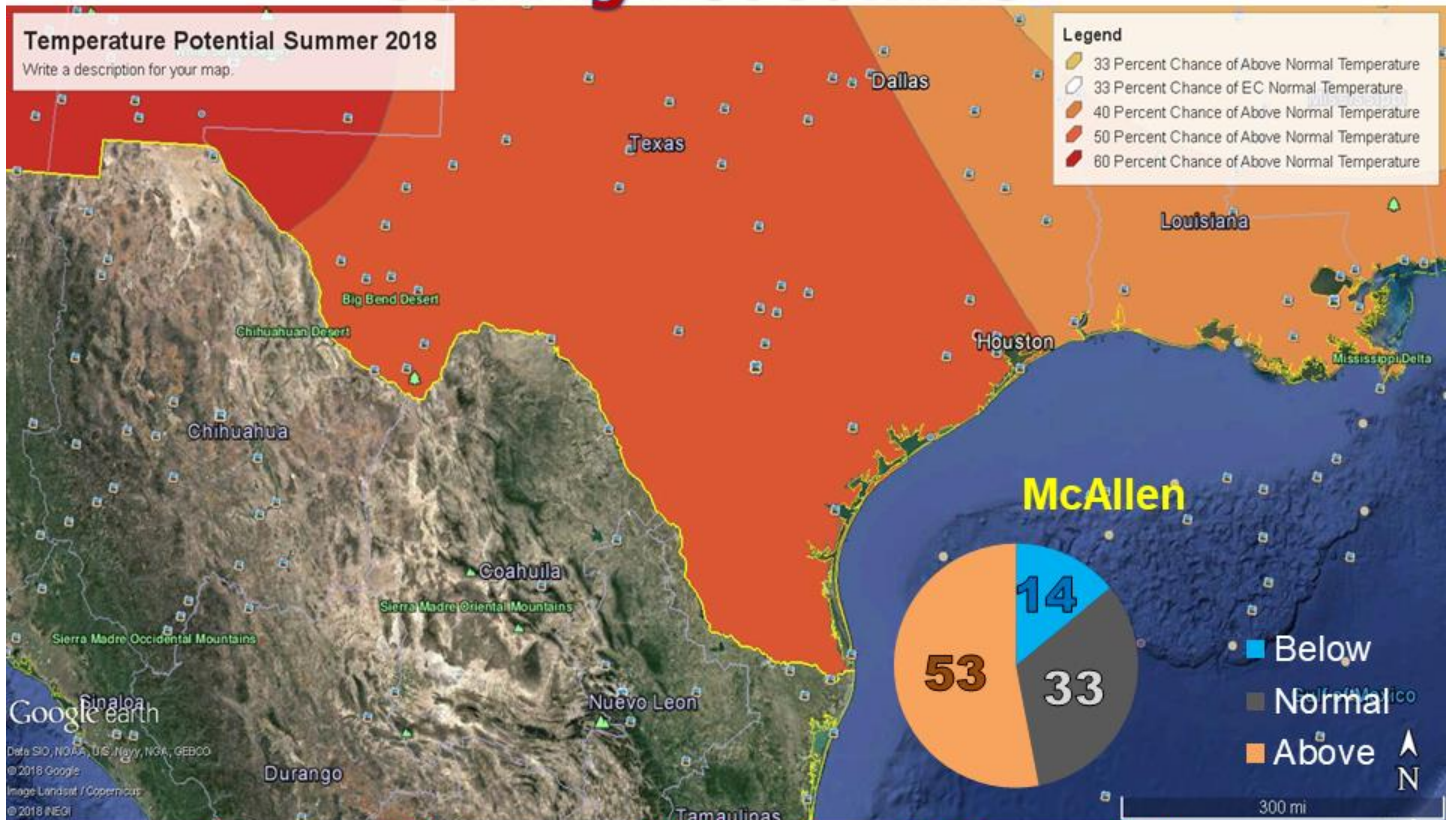 Temperature Potential Summer 2018
Write a description for your map.
Legend
33 Percent Chance of Above Normal Temperature
33 Percent Chance of EC Normal Temperature
40 Percent Chance of Above Normal Temperature
50 Percent Chance of Above Normal Temperature
60 Percent Chance of Above Normal Temperature
Dallas
Texas
Louisiana
Big Bend Desert
Chihuahuan Desert
Houston
Mississippi Delta
Chihuahua
McAllen
Coahuila
Sierra Madre Oriental Mountains
Sierra Madre Occidental Mountains
14
53
33
Below
Normal
Above
Gulf of Mexico
Sinaloa
Nuevo Leon
Google earth
Data SIO, NOAA, U.S. Navy, NGA, GEBCO
© 2018 Google
Image Landsat / Copernicus
© 2018 INEGI
Durango
Tamaulipas
N
300 mi